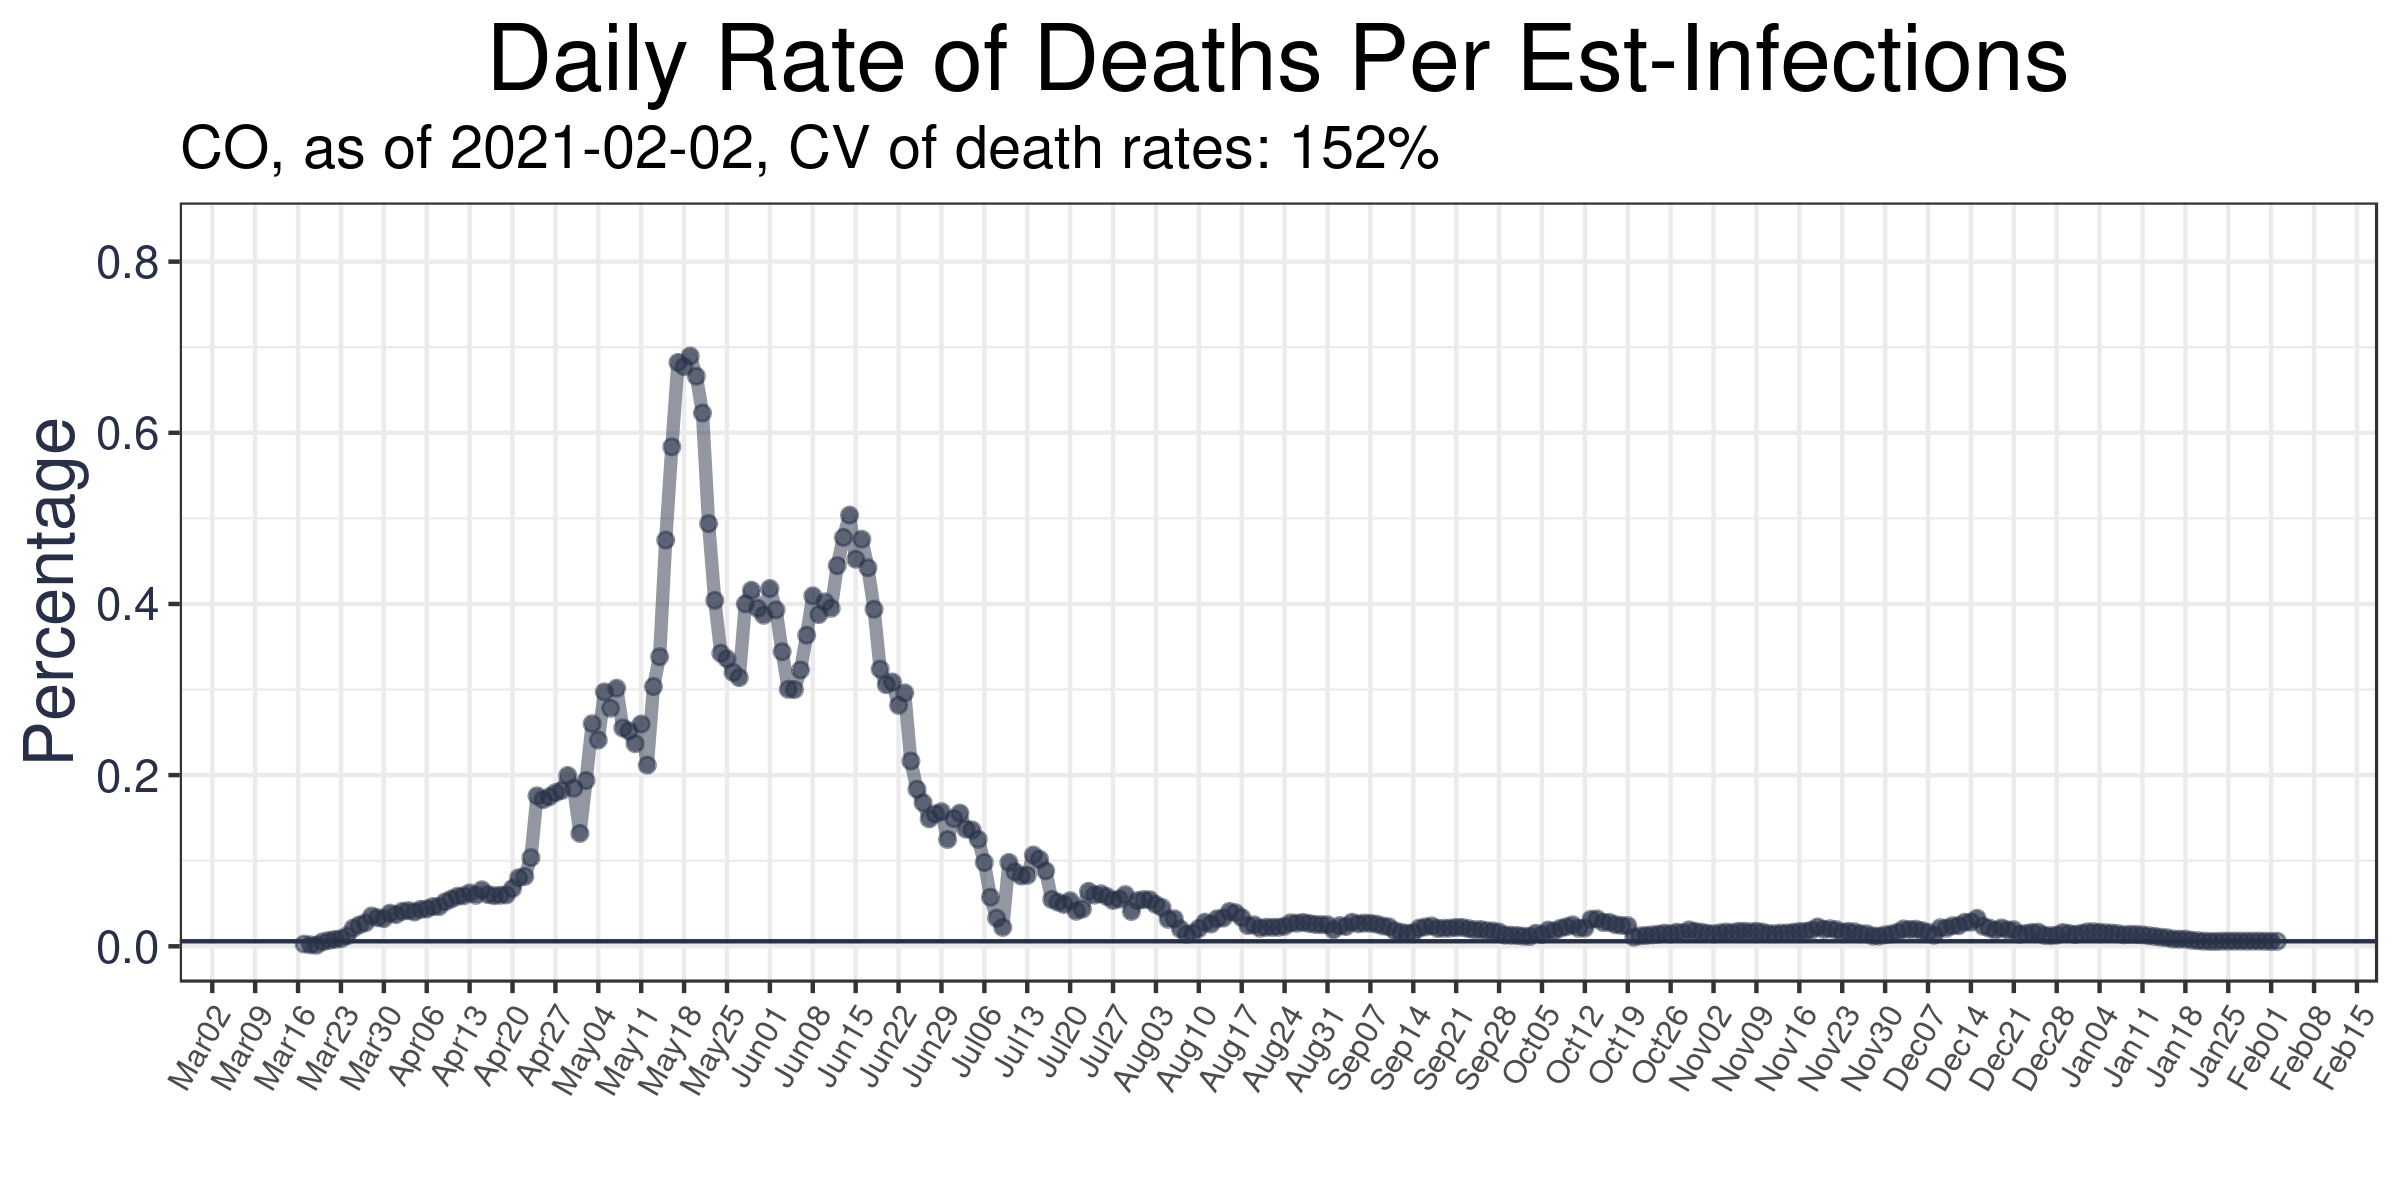 Daily Rate of Deaths Per Est-Infections
CO, as of 2021-02-02, CV of death rates: 152%
Percentage
0.8
0.6
0.4
0.2
0.0
Mar02
Mar09
Mar16
Mar23
Mar30
Apr06
Apr13
Apr20
Apr27
May04
May11
May18
May25
Jun01
Jun08
Jun15
Jun22
Jun29
Jul06
Jul13
Jul20
Jul27
Aug03
Aug10
Aug17
Aug24
Aug31
Sep07
Sep14
Sep21
Sep28
Oct05
Oct12
Oct19
Oct26
Nov02
Nov09
Nov16
Nov23
Nov30
Dec07
Dec14
Dec21
Dec28
Jan04
Jan11
Jan18
Jan25
Feb01
Feb08
Feb15